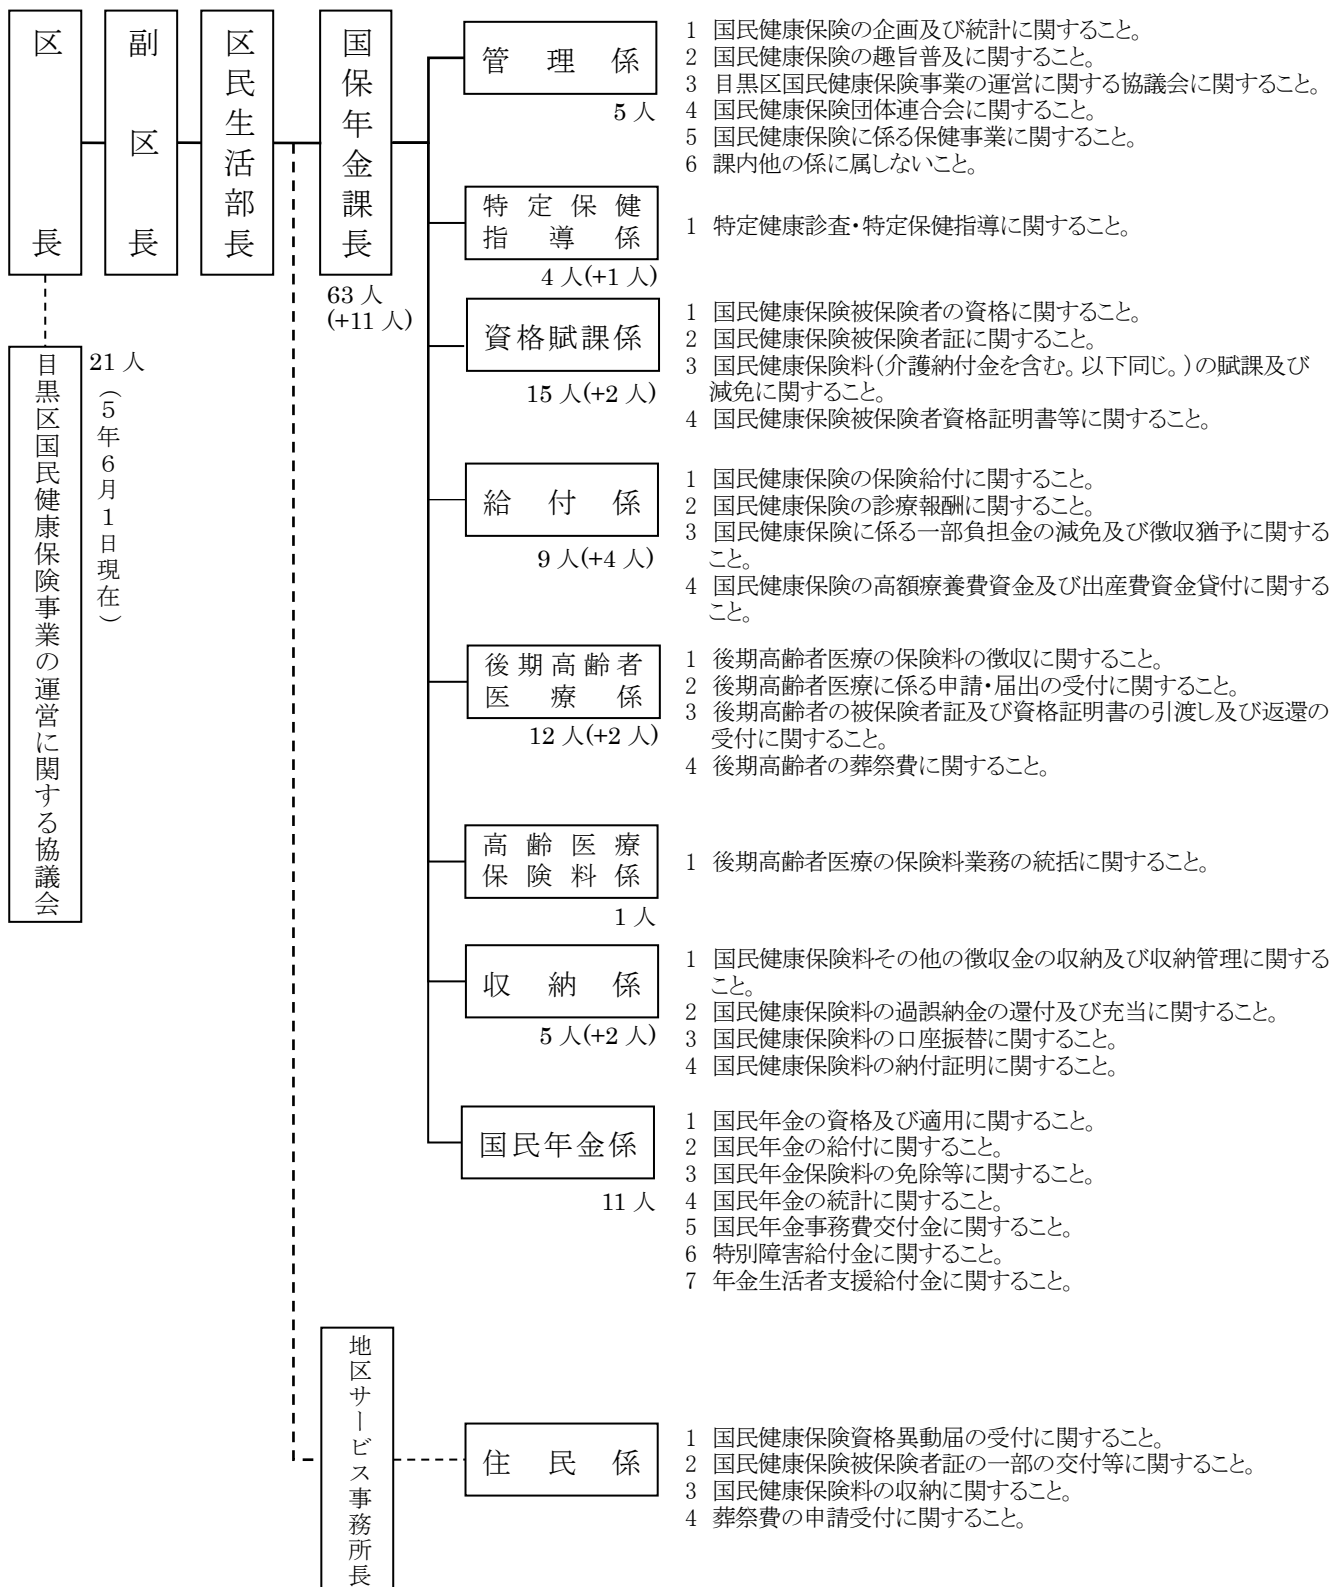 区長
副区長
区民生活部長
国保年金課長
63人
(+11人)
目黒区国民健康保険事業の運営に関する協議会
21人
(5年6月1日現在)
管理係
5人
1 国民健康保険の企画及び統計に関すること。
2 国民健康保険の趣旨普及に関すること。
3 目黒区国民健康保険事業の運営に関する協議会に関すること。
4 国民健康保険団体連合会に関すること。
5 国民健康保険に係る保健事業に関すること。
6 課内他の係に属しないこと。
特定保健
指導係
4人(+1人)
1 特定健康診査・特定保健指導に関すること。
資格賦課係
15人(+2人)
1 国民健康保険被保険者の資格に関すること。
2 国民健康保険被保険者証に関すること。
3 国民健康保険料(介護納付金を含む。以下同じ。)の賦課及び
減免に関すること。
4 国民健康保険被保険者資格証明書等に関すること。
給付係
9人(+4人)
1 国民健康保険の保険給付に関すること。
2 国民健康保険の診療報酬に関すること。
3 国民健康保険に係る一部負担金の減免及び徴収猶予に関する
こと。
4 国民健康保険の高額療養費資金及び出産費資金貸付に関する
こと。
後期高齢者
医療係
12人(+2人)
1 後期高齢者医療の保険料の徴収に関すること。
2 後期高齢者医療に係る申請・届出の受付に関すること。
3 後期高齢者の被保険者証及び資格証明書の引渡し及び返還の
受付に関すること。
4 後期高齢者の葬祭費に関すること。
高齢医療
保険料係
1人
1 後期高齢者医療の保険料業務の統括に関すること。
収納係
5人(+2人)
1 国民健康保険料その他の徴収金の収納及び収納管理に関する
こと。
2 国民健康保険料の過誤納金の還付及び充当に関すること。
3 国民健康保険料の口座振替に関すること。
4 国民健康保険料の納付証明に関すること。
国民年金係
11人
1 国民年金の資格及び適用に関すること。
2 国民年金の給付に関すること。
3 国民年金保険料の免除等に関すること。
4 国民年金の統計に関すること。
5 国民年金事務費交付金に関すること。
6 特別障害給付金に関すること。
7 年金生活者支援給付金に関すること。
地区サービス事務所長
住民係
1 国民健康保険資格異動届の受付に関すること。
2 国民健康保険被保険者証の一部の交付等に関すること。
3 国民健康保険料の収納に関すること。
4 葬祭費の申請受付に関すること。